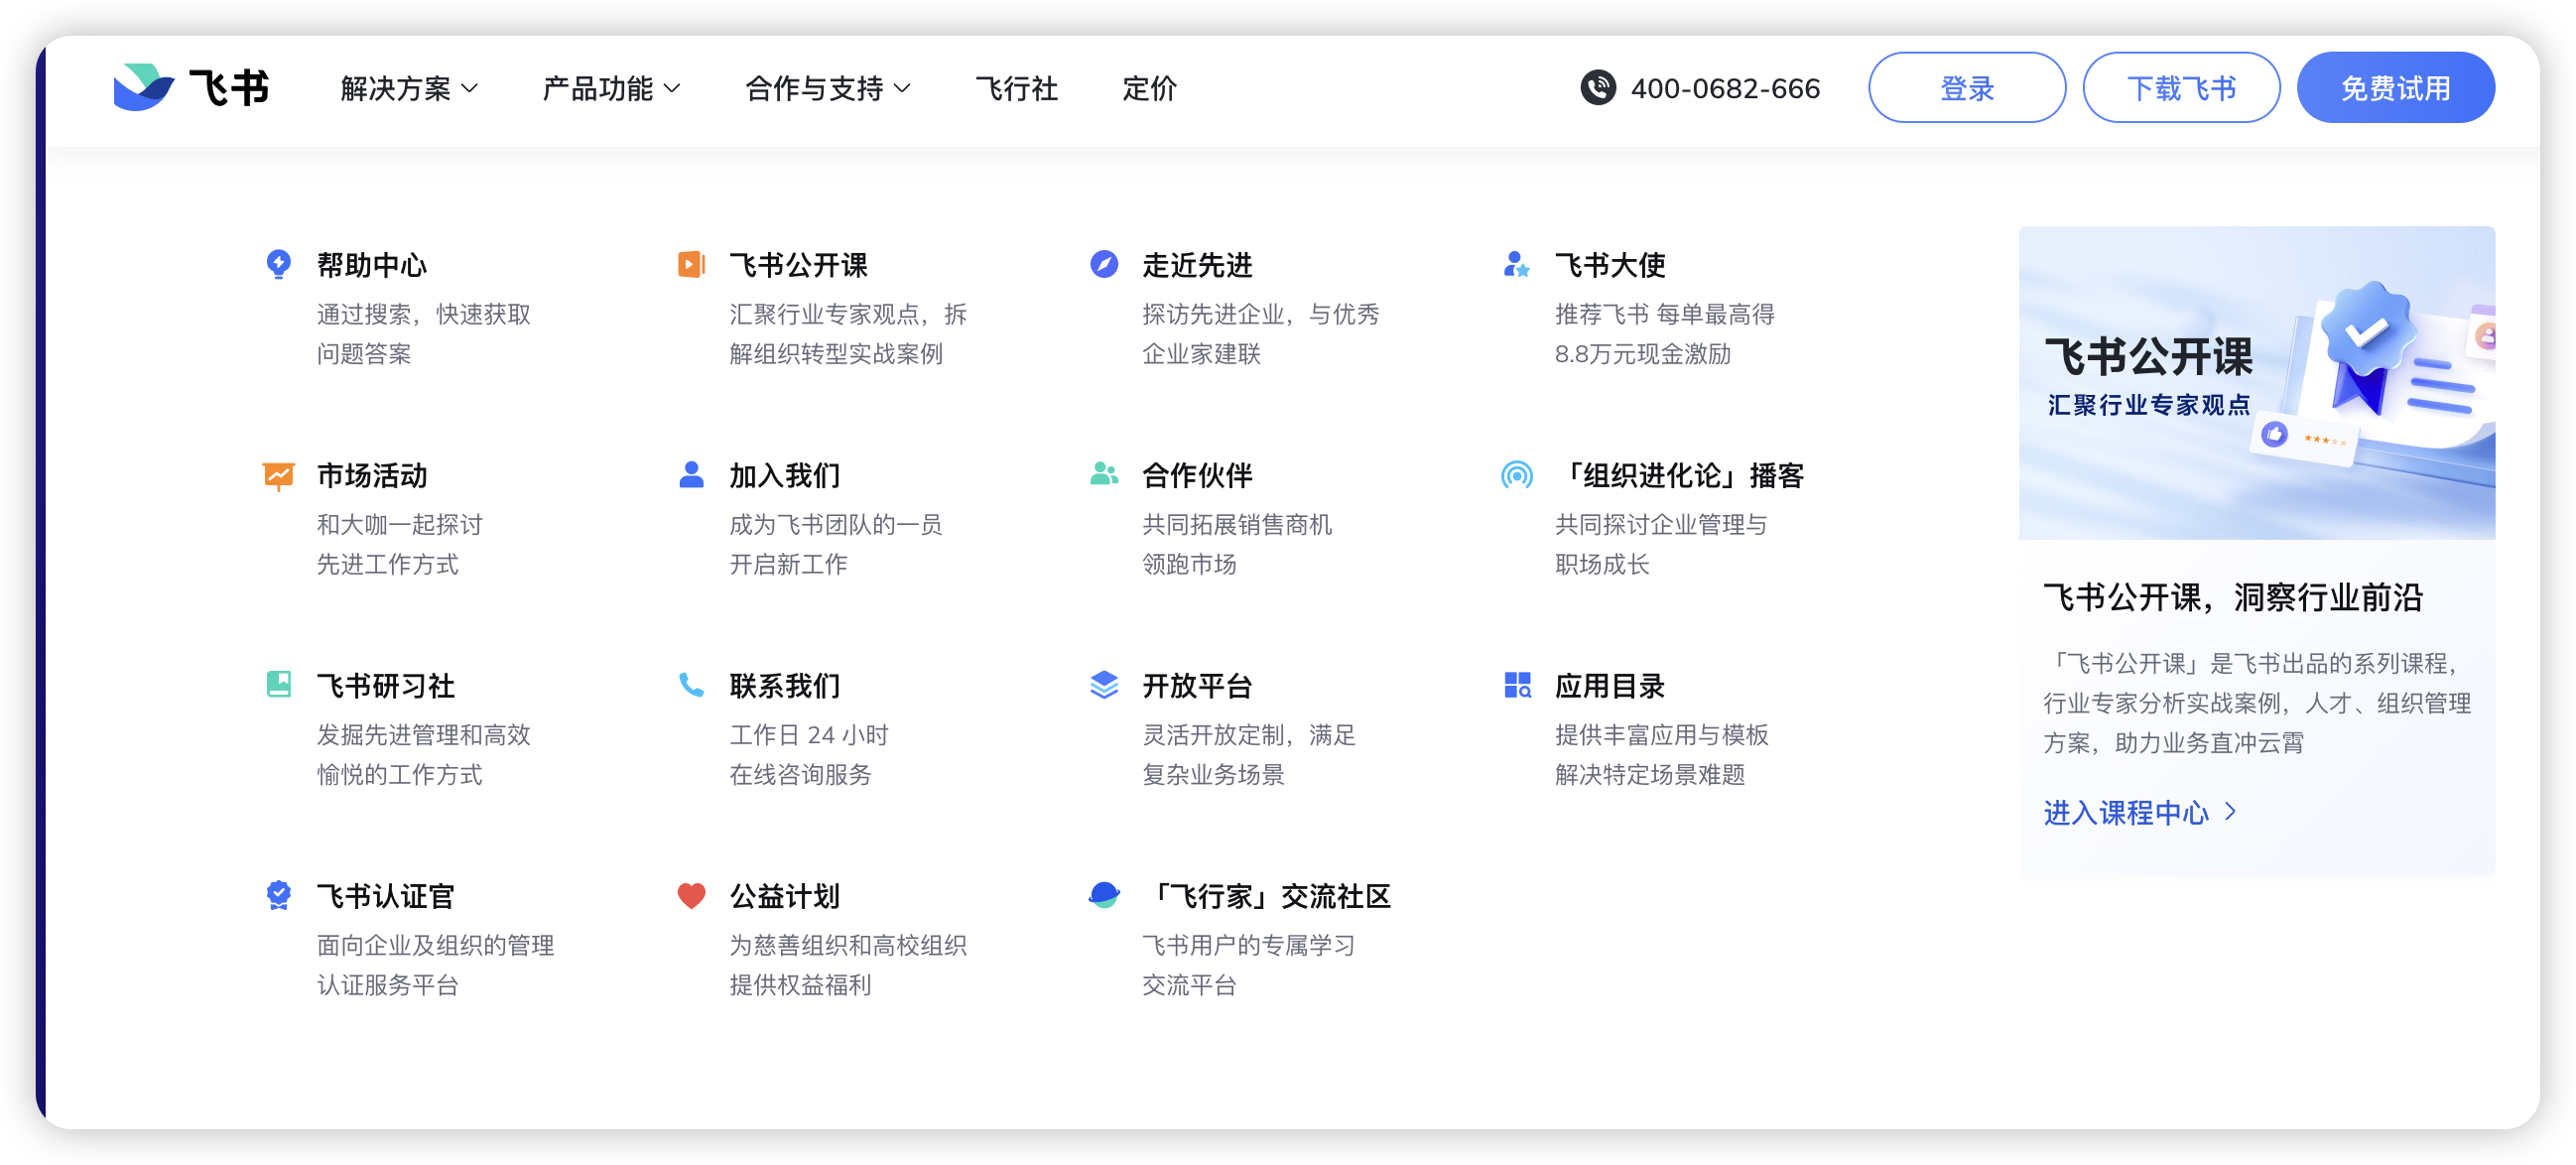 飞书
解决方案
产品功能
合作与支持
飞行社
定价
400-0682-666
登录
下载飞书
免费试用
帮助中心
通过搜索，快速获取
问题答案
飞书公开课
汇聚行业专家观点，拆
解组织转型实战案例
走近先进
探访先进企业，与优秀
企业家建联
飞书大使
推荐飞书 每单最高得
8.8万元现金激励
市场活动
和大咖一起探讨
先进工作方式
加入我们
成为飞书团队的一员
开启新工作
合作伙伴
共同拓展销售商机
领跑市场
「组织进化论」播客
共同探讨企业管理与
职场成长
飞书研习社
发掘先进管理和高效
愉悦的工作方式
联系我们
工作日 24 小时
在线咨询服务
开放平台
灵活开放定制，满足
复杂业务场景
应用目录
提供丰富应用与模板
解决特定场景难题
飞书认证官
面向企业及组织的管理
认证服务平台
公益计划
为慈善组织和高校组织
提供权益福利
「飞行家」交流社区
飞书用户的专属学习
交流平台
飞书公开课
汇聚行业专家观点
飞书公开课，洞察行业前沿
「飞书公开课」是飞书出品的系列课程，
行业专家分析实战案例，人才、组织管理
方案，助力业务直冲云霄
进入课程中心